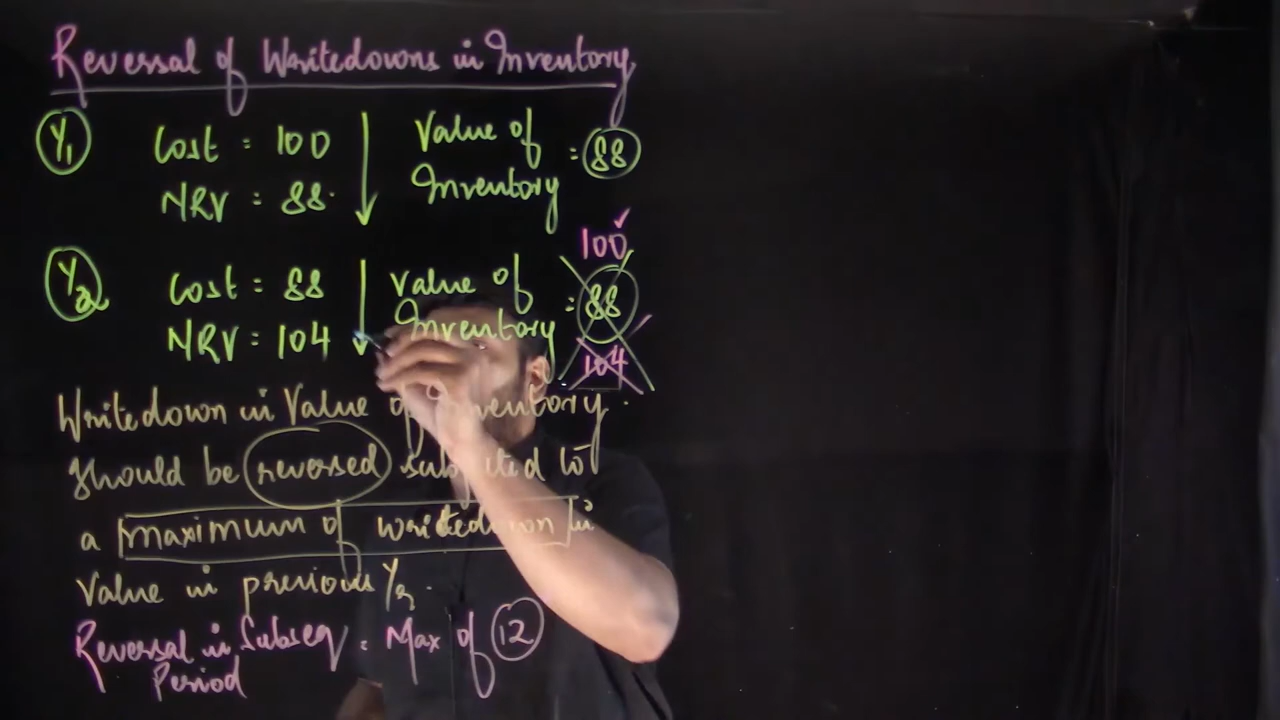 Reversal of Writedowns in Inventory
Y1 Cost = 100 Value of
NRV = 88. Inventory = 88
100 ✓
Y2 Cost = 88 Value of
NRV = 104 Inventory = 88
104
Writedown in Value of Inventory.
should be reversed to
a maximum of writedown in
Value in previous Yr.
Reversal in Subseq = Max of 12
Period